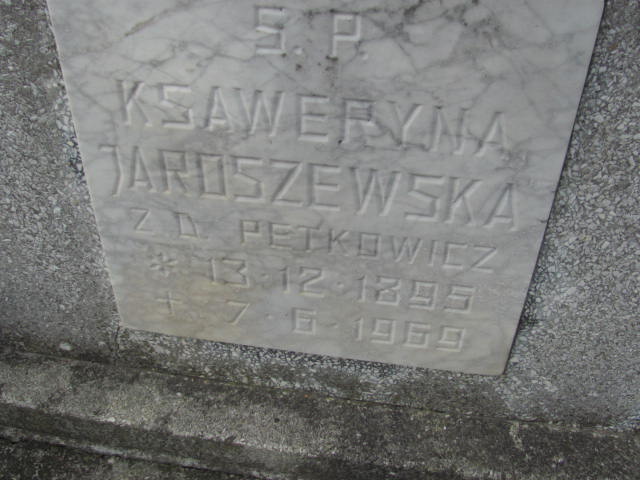 S. P.
KSAWERYNA
JAROSZEWSKA
Z D. PETKOWICZ
* 13·12·1895
† 7·6·1969